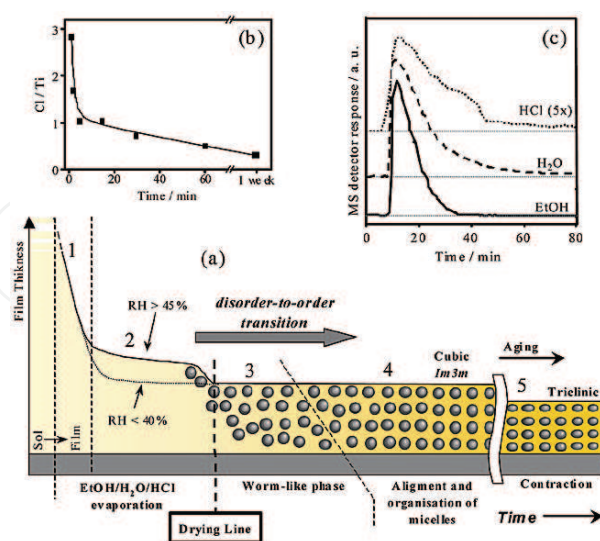 (b)
Cl / Ti
3
2
1
0
0
20
40
60
1 week
Time / min
(c)
MS detector response / a. u.
HCl (5x)
H2O
EtOH
0
20
40
60
80
Time / min
(a)
Film Thikness
1
RH > 45%
2
RH < 40%
disorder-to-order
transition
3
4
Cubic
Im3m
Aging
5
Triclinic
Sol
Film
EtOH/H2O/HCl
evaporation
Worm-like phase
Aligment and
organisation of
micelles
Contraction
Drying Line
Time